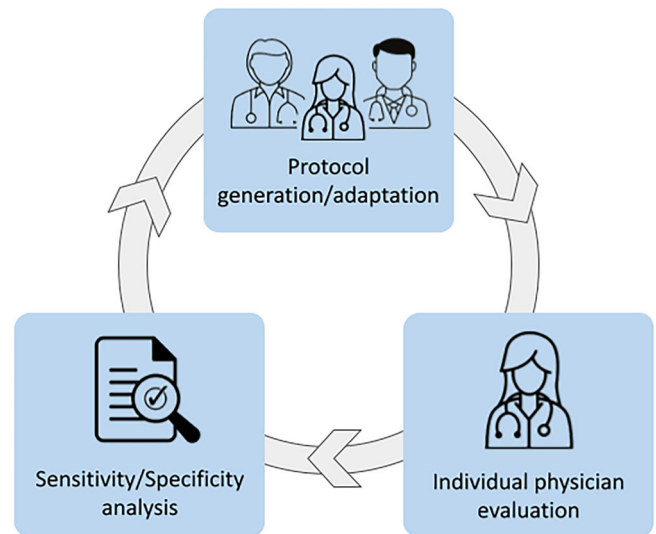 Protocol
generation/adaptation
Sensitivity/Specificity
analysis
Individual physician
evaluation